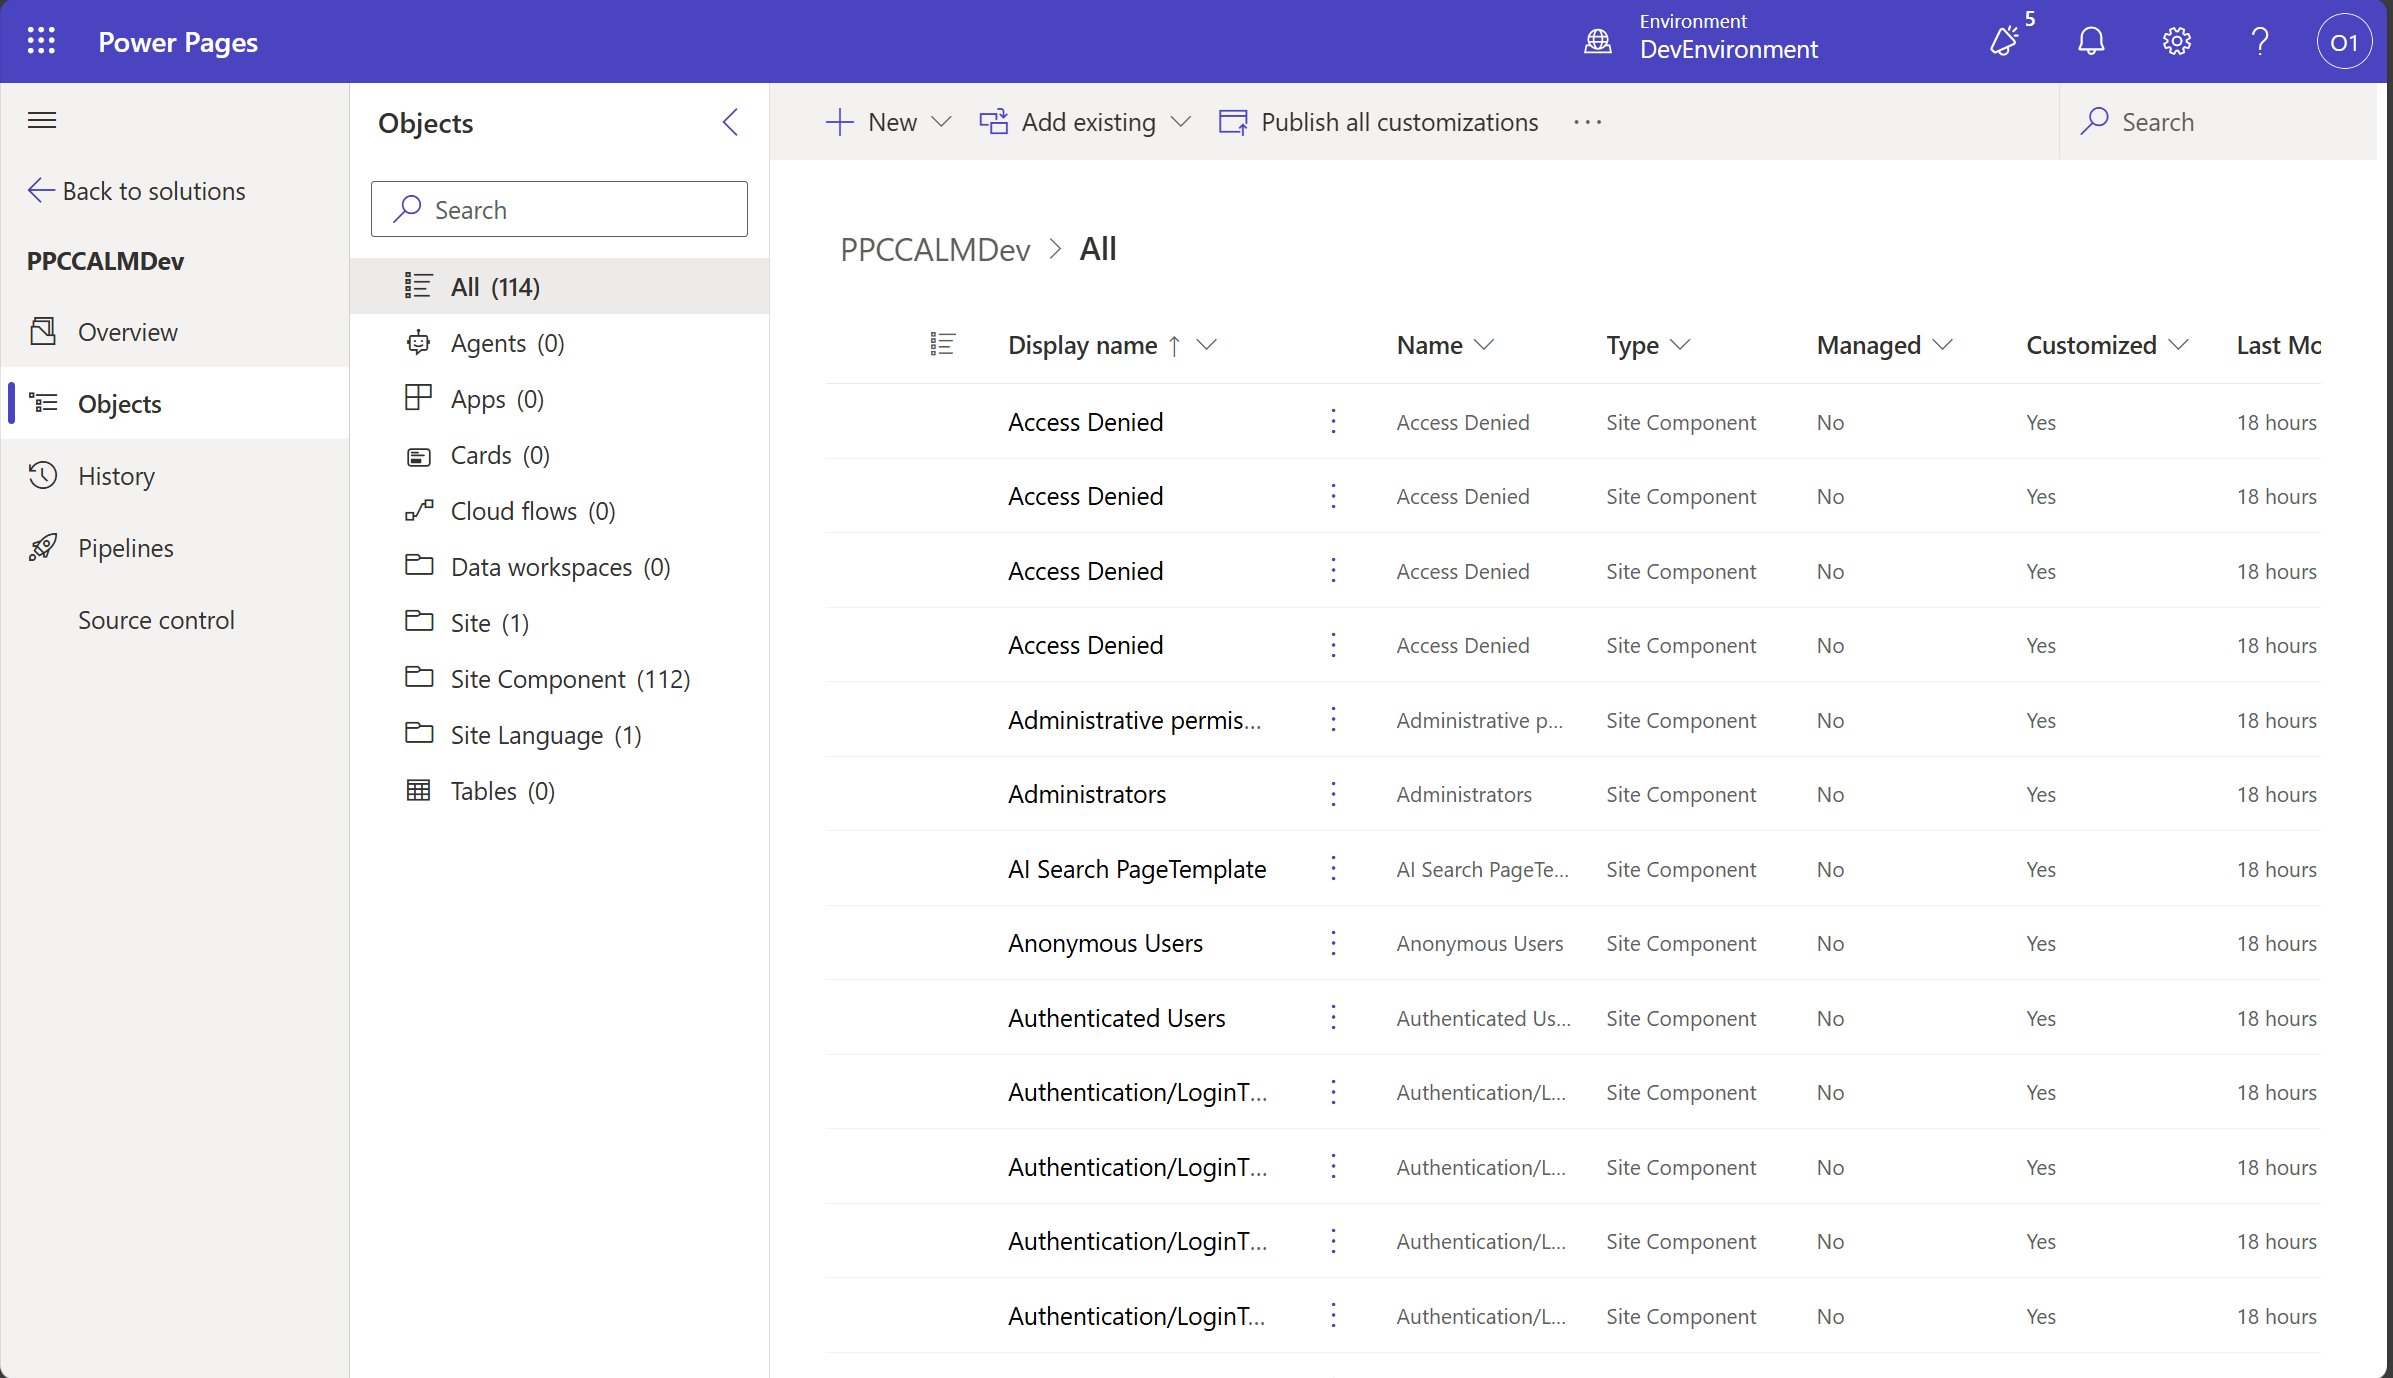 Power Pages
Environment
DevEnvironment
5
O1
Back to solutions
PPCCALMDev
Overview
Objects
History
Pipelines
Source control
Objects
Search
All (114)
Agents (0)
Apps (0)
Cards (0)
Cloud flows (0)
Data workspaces (0)
Site (1)
Site Component (112)
Site Language (1)
Tables (0)
New Add existing Publish all customizations ··· Search
PPCCALMDev > All
Display name ↑ Name Type Managed Customized Last Mo
Access Denied Access Denied Site Component No Yes 18 hours
Access Denied Access Denied Site Component No Yes 18 hours
Access Denied Access Denied Site Component No Yes 18 hours
Access Denied Access Denied Site Component No Yes 18 hours
Administrative permis... Administrative p... Site Component No Yes 18 hours
Administrators Administrators Site Component No Yes 18 hours
AI Search PageTemplate AI Search PageTe... Site Component No Yes 18 hours
Anonymous Users Anonymous Users Site Component No Yes 18 hours
Authenticated Users Authenticated Us... Site Component No Yes 18 hours
Authentication/LoginT... Authentication/L... Site Component No Yes 18 hours
Authentication/LoginT... Authentication/L... Site Component No Yes 18 hours
Authentication/LoginT... Authentication/L... Site Component No Yes 18 hours
Authentication/LoginT... Authentication/L... Site Component No Yes 18 hours